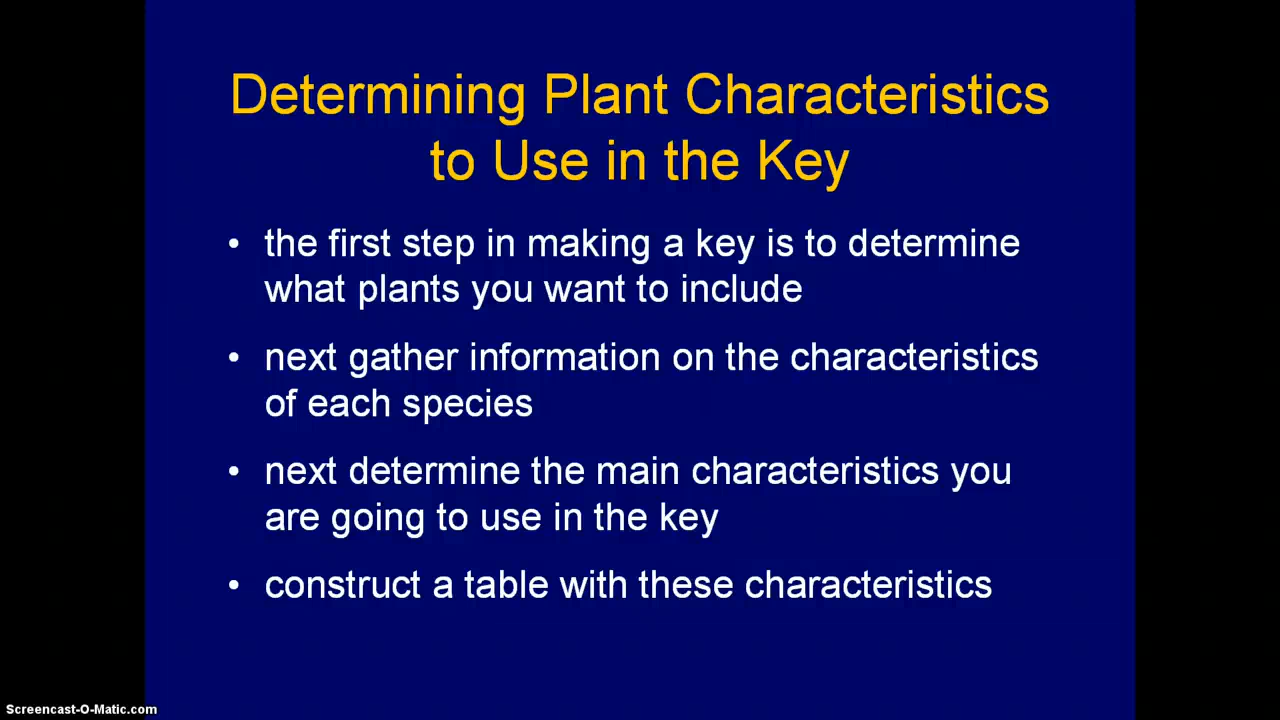 Determining Plant Characteristics
to Use in the Key
• the first step in making a key is to determine
what plants you want to include
• next gather information on the characteristics
of each species
• next determine the main characteristics you
are going to use in the key
• construct a table with these characteristics
Screencast-O-Matic.com